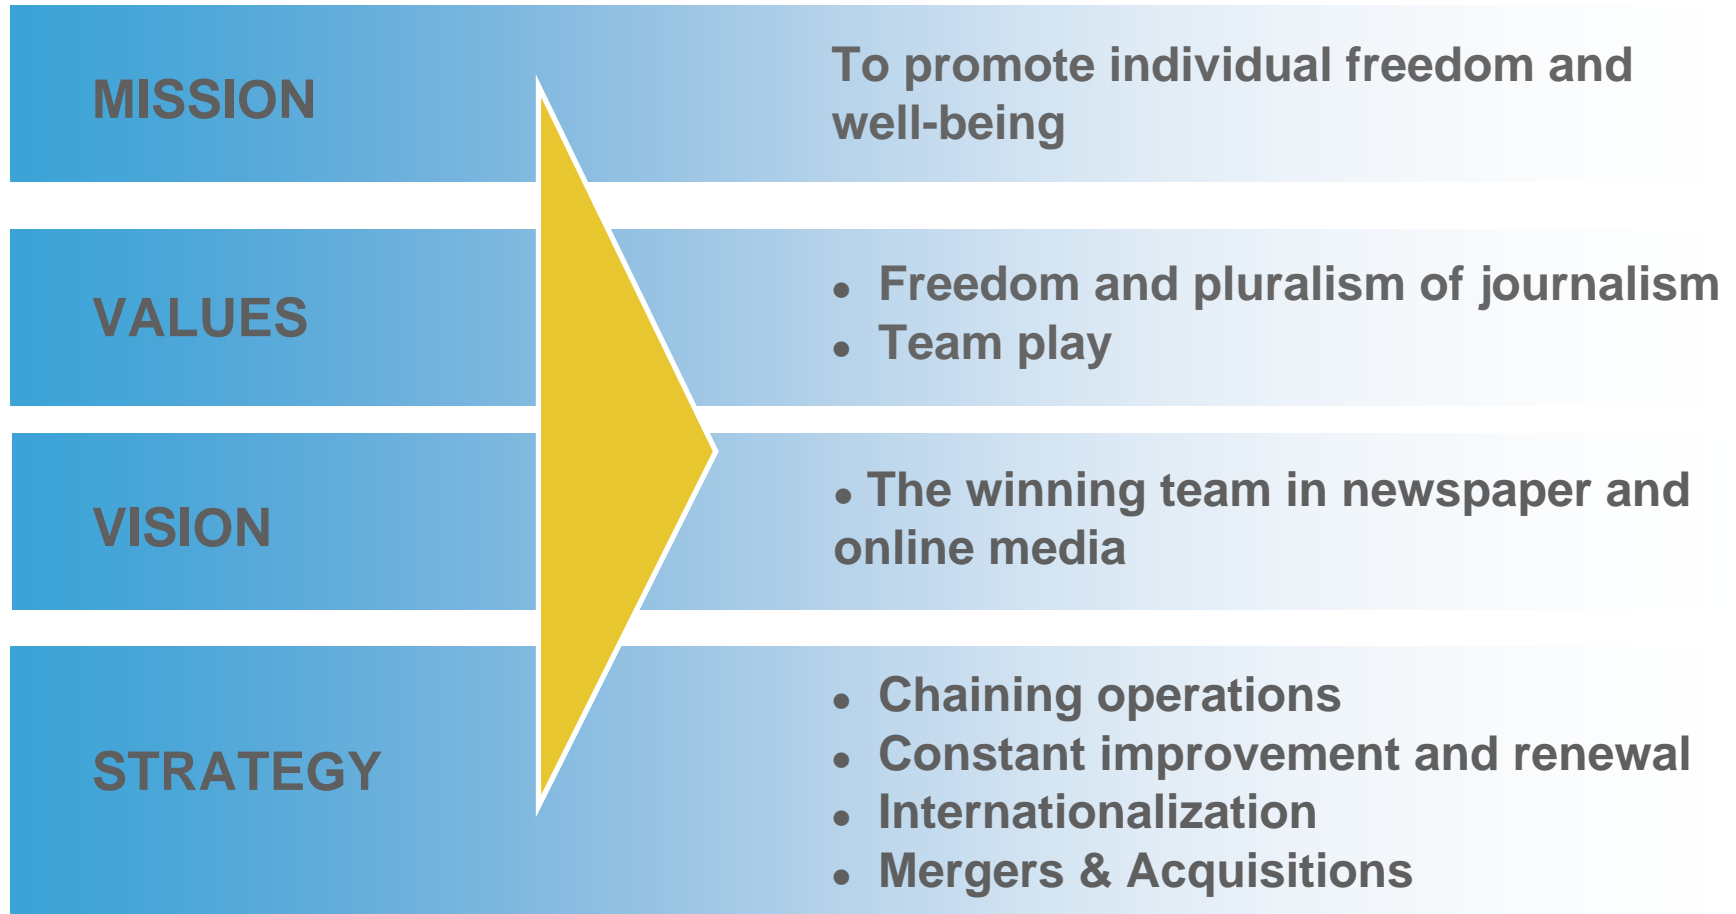 MISSION
To promote individual freedom and
well-being
VALUES
● Freedom and pluralism of journalism
● Team play
VISION
● The winning team in newspaper and
online media
STRATEGY
● Chaining operations
● Constant improvement and renewal
● Internationalization
● Mergers & Acquisitions